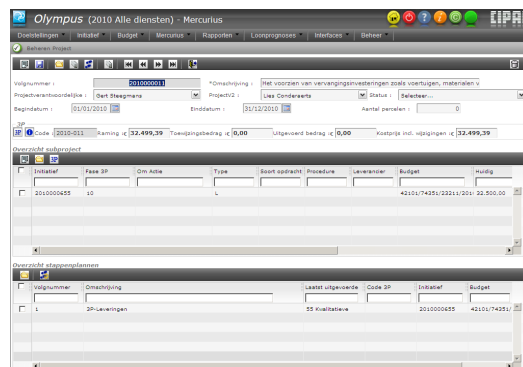 Olympus (2010 Alle diensten) - Mercurius
CIPA
Doelstellingen Initiatief Budget Mercurius Rapporten Loonprognoses Interfaces Beheer
Beheren Project
Volgnummer : 2010000011 *Omschrijving : Het voorzien van vervangingsinvesteringen zoals voertuigen, materialen v
Projectverantwoordelijke : Gert Steegmans ProjectV2 : Lies Conderaerts Status : Selecteer...
Begindatum : 01/01/2010 Einddatum : 31/12/2010 Aantal percelen : 0
3P
3P Code : 2010-011 Raming :€ 32.499,39 Toewijzingsbedrag :€ 0,00 Uitgevoerd bedrag :€ 0,00 Kostprijs incl. wijzigingen :€ 32.499,39
Overzicht subproject
3P
Initiatief Fase 3P Om Actie Type Soort opdracht Procedure Leverancier Budget Huidig
2010000655 10 L 42101/74351/23211/201 32.500,00
Overzicht stappenplannen
Volgnummer Omschrijving Laatst uitgevoerde Code 3P Initiatief Budget
1 3P-Leveringen 55 Kwalitatieve 2010000655 42101/74351/